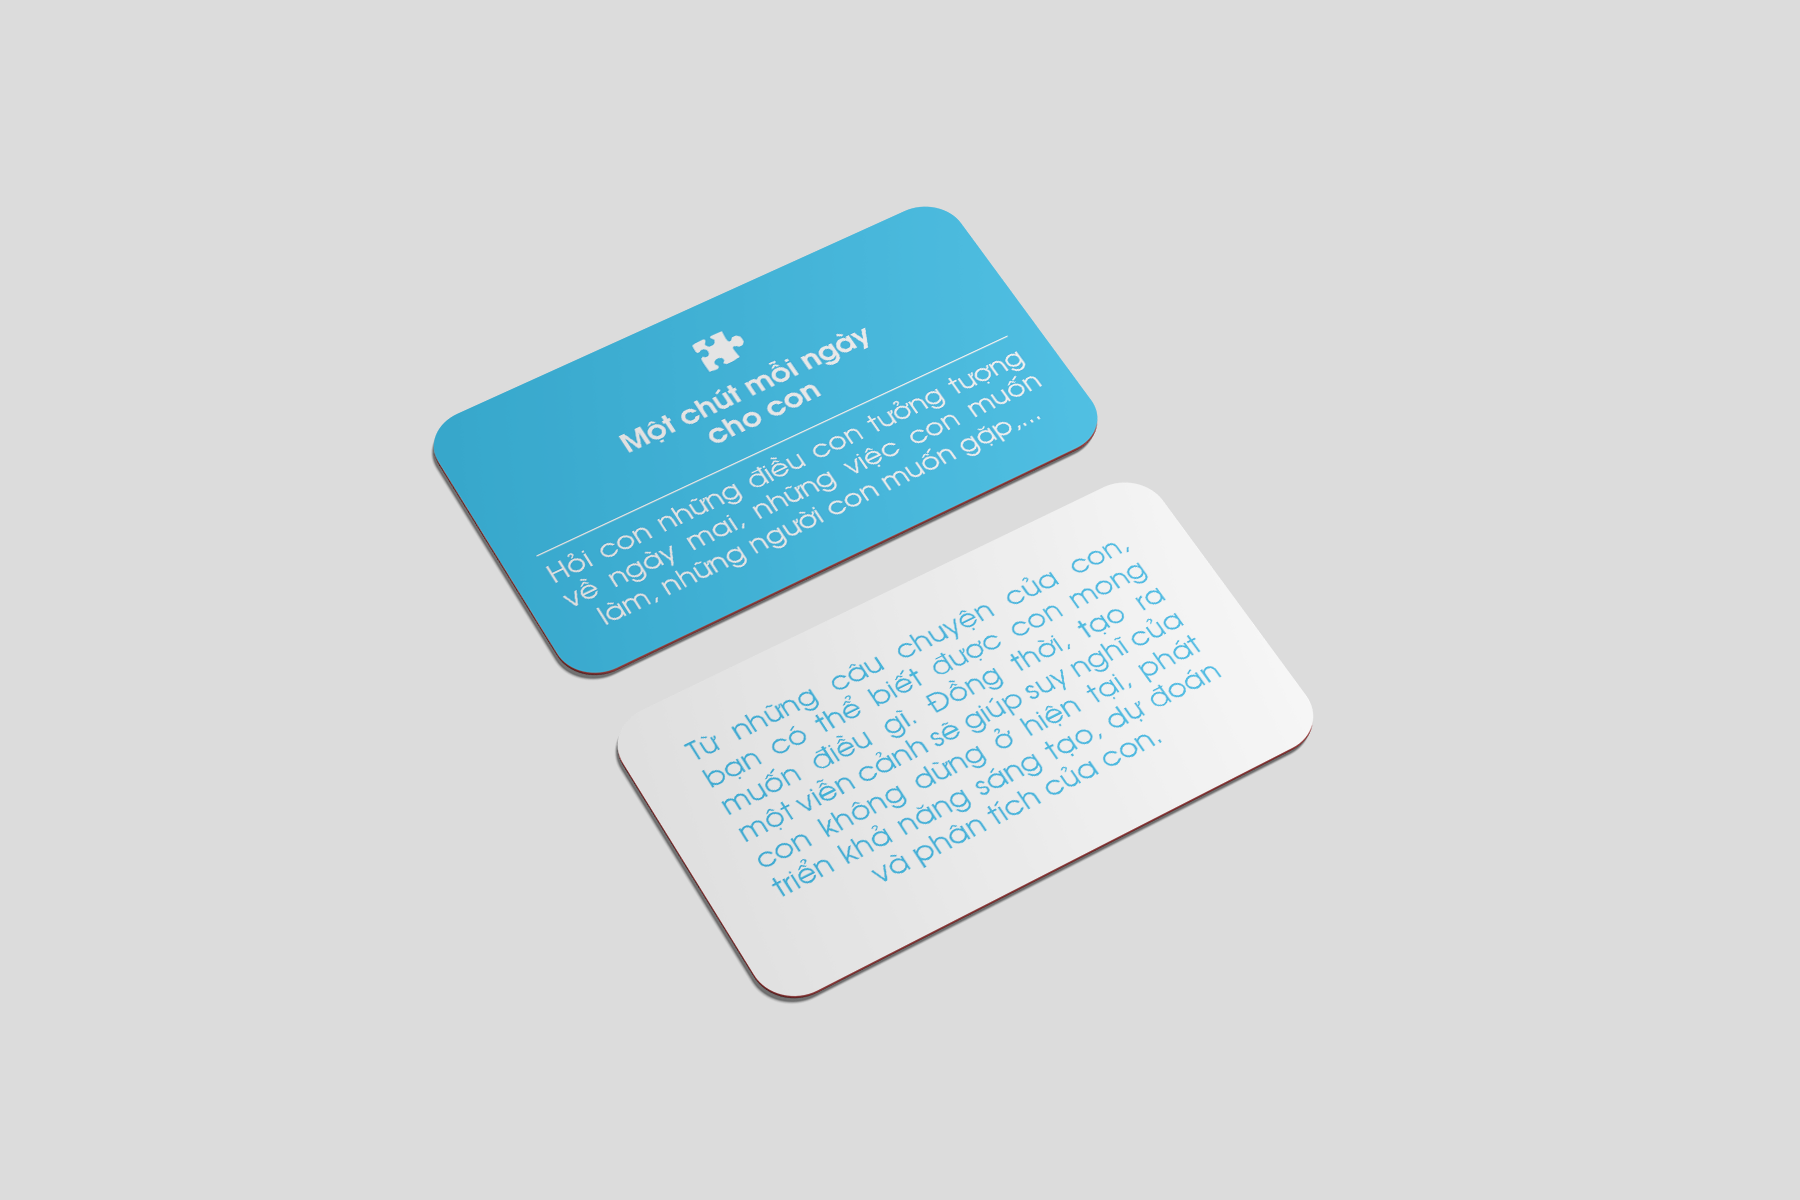 Một chút mỗi ngày
cho con
Hỏi con những điều con tưởng tượng
về ngày mai, những việc con muốn
làm, những người con muốn gặp,...
Từ những câu chuyện của con,
bạn có thể biết được con mong
muốn điều gì. Đồng thời, tạo ra
một viễn cảnh sẽ giúp suy nghĩ của
con không dừng ở hiện tại, phát
triển khả năng sáng tạo, dự đoán
và phân tích của con.